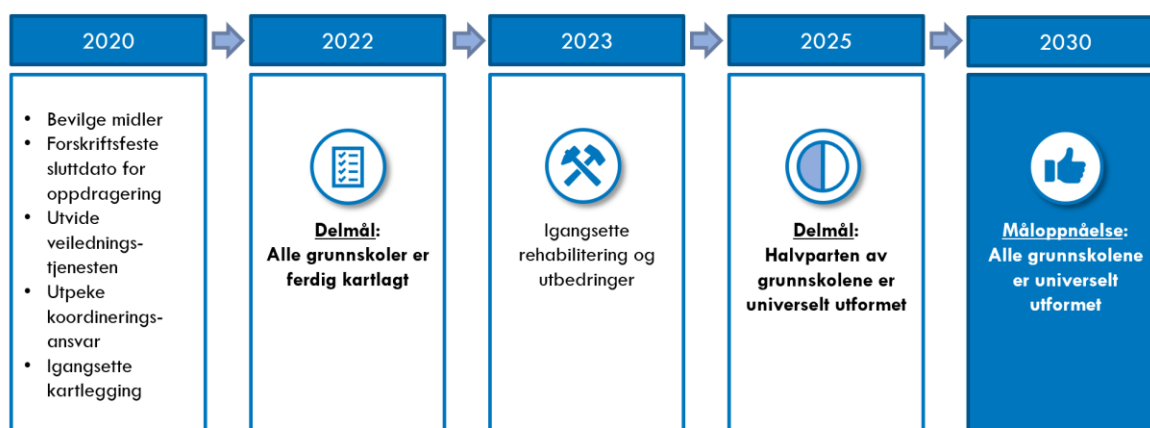 2020
2022
2023
2025
2030
• Bevilge midler
• Forskriftsfeste
sluttdato for
oppdragering
• Utvide
veilednings-
tjenesten
• Utpeke
koordinerings-
ansvar
• Igangsette
kartlegging
Delmål:
Alle grunnskoler er
ferdig kartlagt
Igangsette
rehabilitering og
utbedringer
Delmål:
Halvparten av
grunnskolene er
universelt utformet
Måloppnåelse:
Alle grunnskolene
er universelt
utformet